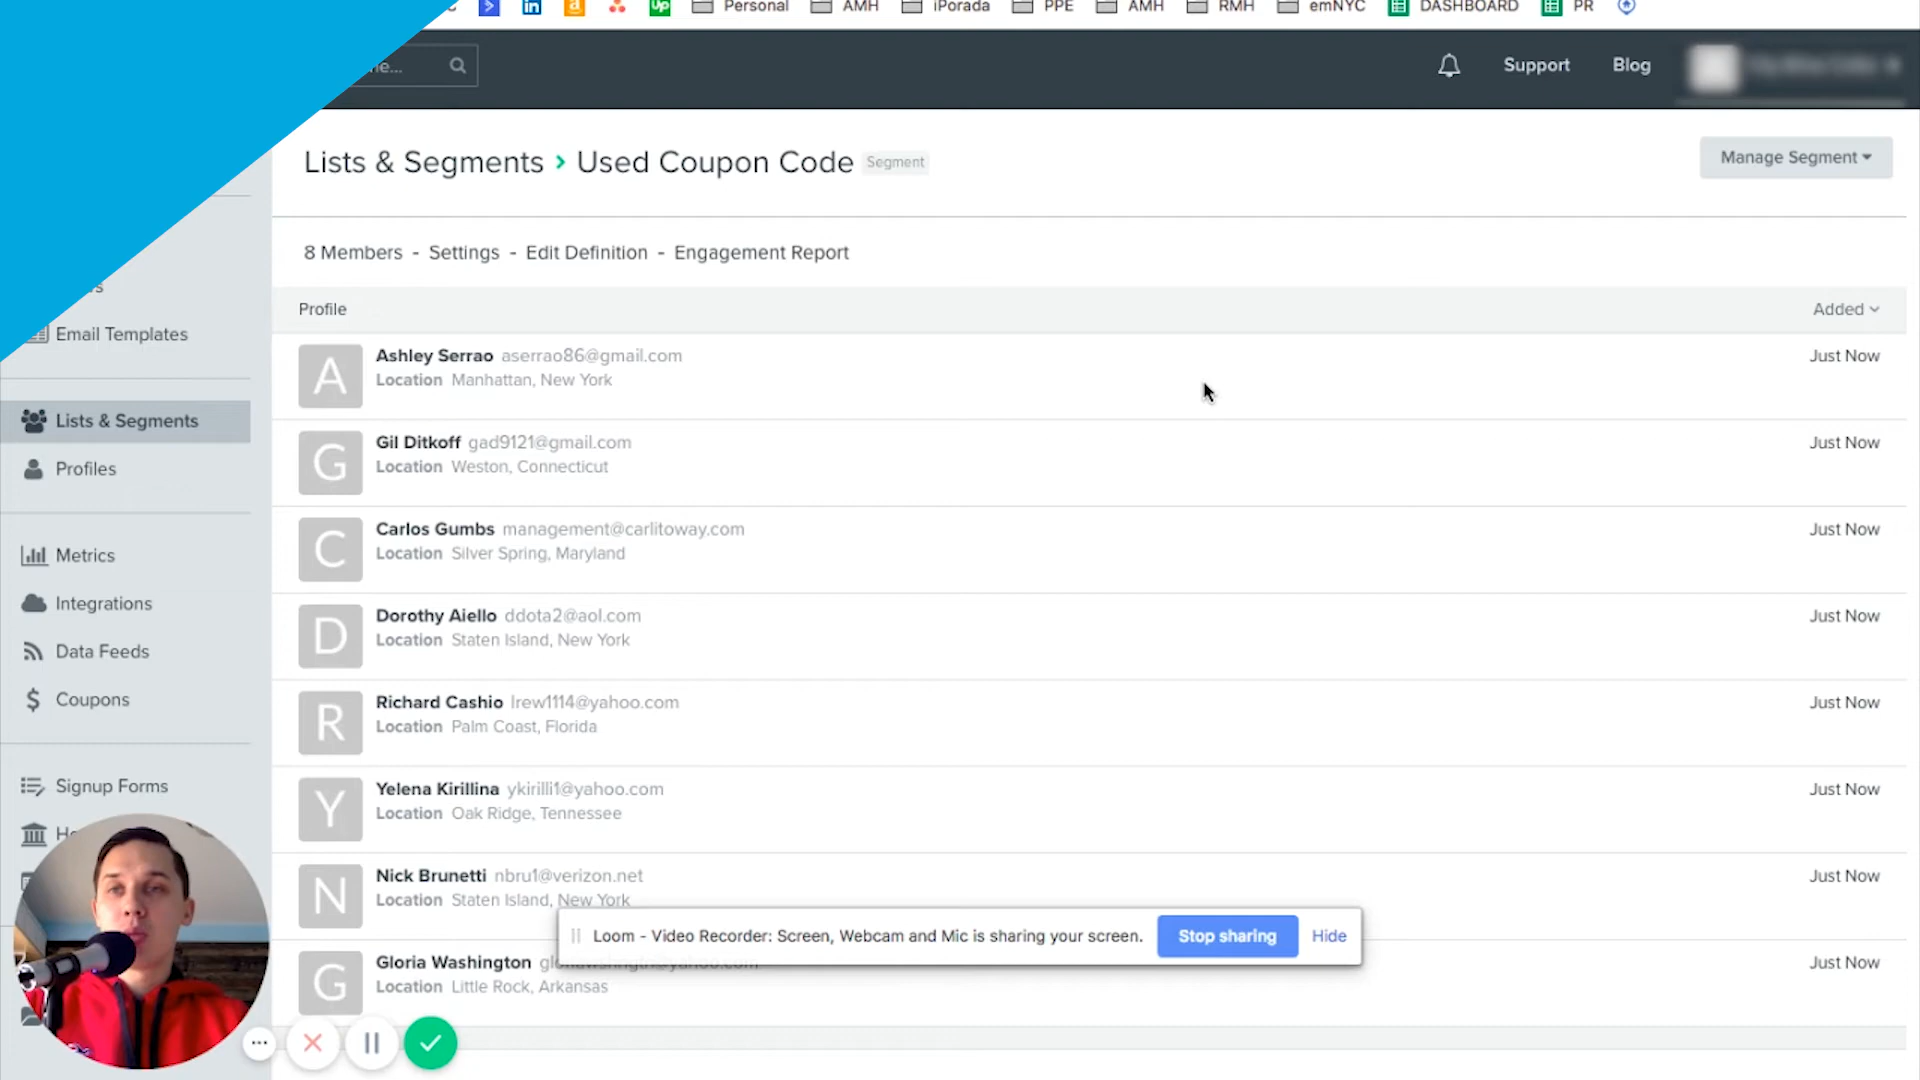 Personal
AMH
iPorada
PPE
AMH
RMH
emNYC
DASHBOARD
PR
Support
Blog
Lists & Segments › Used Coupon Code Segment
Manage Segment
8 Members - Settings - Edit Definition - Engagement Report
Profile
Added
Email Templates
Lists & Segments
Profiles
Metrics
Integrations
Data Feeds
Coupons
Signup Forms
A
Ashley Serrao aserrao86@gmail.com
Just Now
Location Manhattan, New York
G
Gil Ditkoff gad9121@gmail.com
Just Now
Location Weston, Connecticut
C
Carlos Gumbs management@carlitoway.com
Just Now
Location Silver Spring, Maryland
D
Dorothy Aiello ddota2@aol.com
Just Now
Location Staten Island, New York
R
Richard Cashio lrew1114@yahoo.com
Just Now
Location Palm Coast, Florida
Y
Yelena Kirillina ykirilli1@yahoo.com
Just Now
Location Oak Ridge, Tennessee
N
Nick Brunetti nbru1@verizon.net
Just Now
Location Staten Island, New York
Loom - Video Recorder: Screen, Webcam and Mic is sharing your screen.
Stop sharing
Hide
G
Gloria Washington
Just Now
Location Little Rock, Arkansas